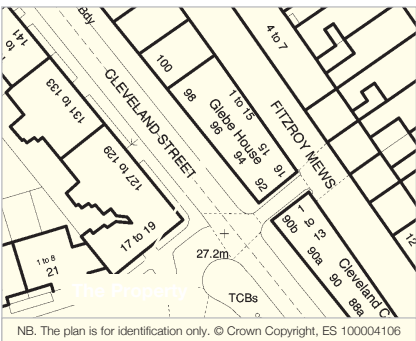 Bdy
4 to 7
141
to
100
131 to 133
CLEVELAND STREET
98
1 to 15
Glebe House
96
94
92
15
16
FITZROY MEWS
127 to 129
17 to 19
1
9
13
90b
90a
90
88a
Cleveland C
12
27.2m
1 to 8
21
The Property
TCBs
NB. The plan is for identification only. © Crown Copyright, ES 100004106